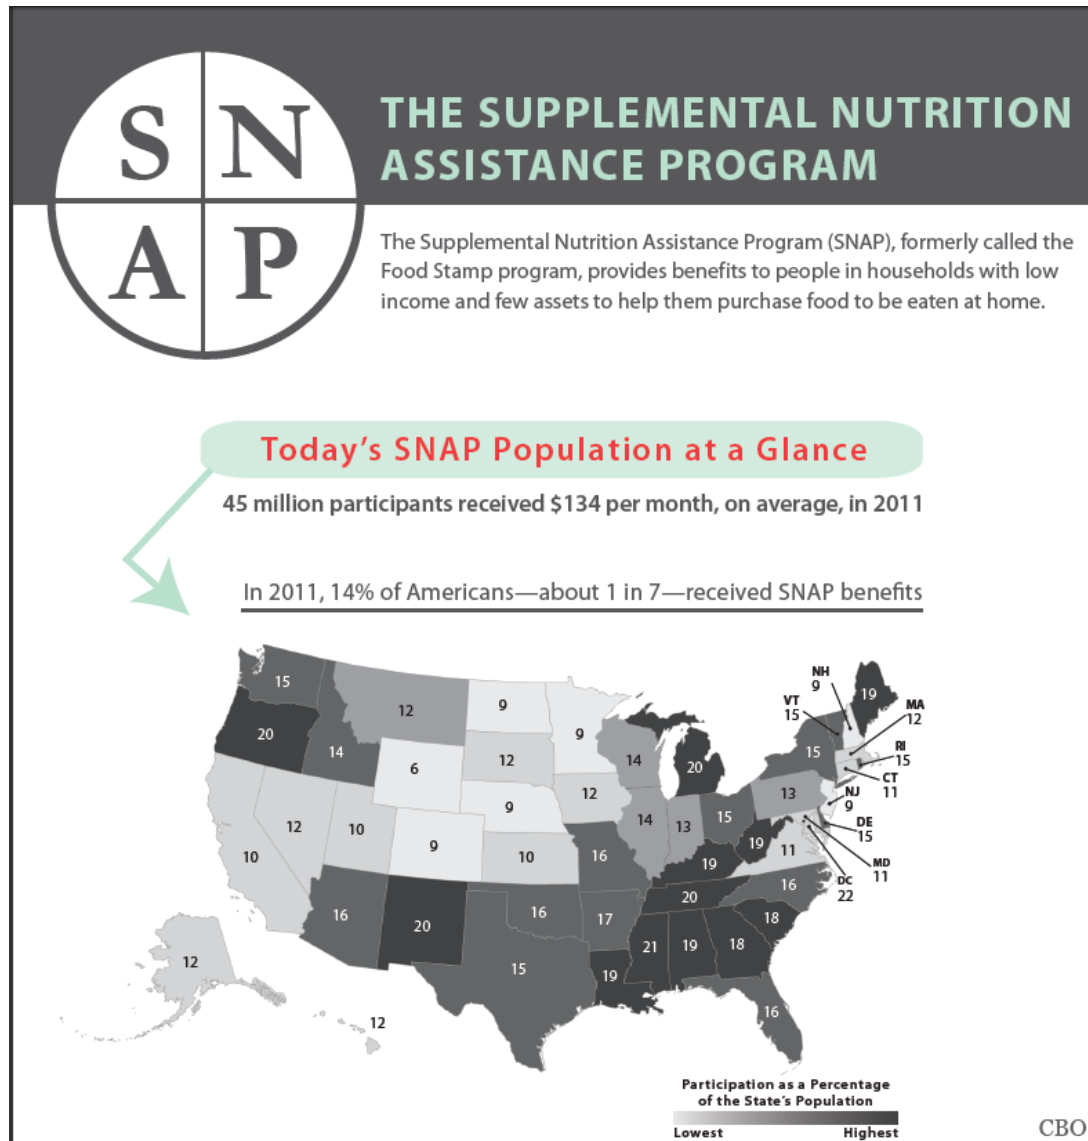 S N
A P
THE SUPPLEMENTAL NUTRITION
ASSISTANCE PROGRAM
The Supplemental Nutrition Assistance Program (SNAP), formerly called the
Food Stamp program, provides benefits to people in households with low
income and few assets to help them purchase food to be eaten at home.
Today's SNAP Population at a Glance
45 million participants received $134 per month, on average, in 2011
In 2011, 14% of Americans—about 1 in 7—received SNAP benefits
15
20
14
12
6
9
12
9
9
12
14
20
10
12
10
9
10
16
14
13
15
13
15
19
NH
9
VT
15
MA
12
RI
15
CT
11
NJ
9
DE
15
MD
11
DC
22
16
20
16
17
19
19
11
20
16
15
19
21
19
18
18
16
12
12
Participation as a Percentage
of the State's Population
Lowest Highest
CBO